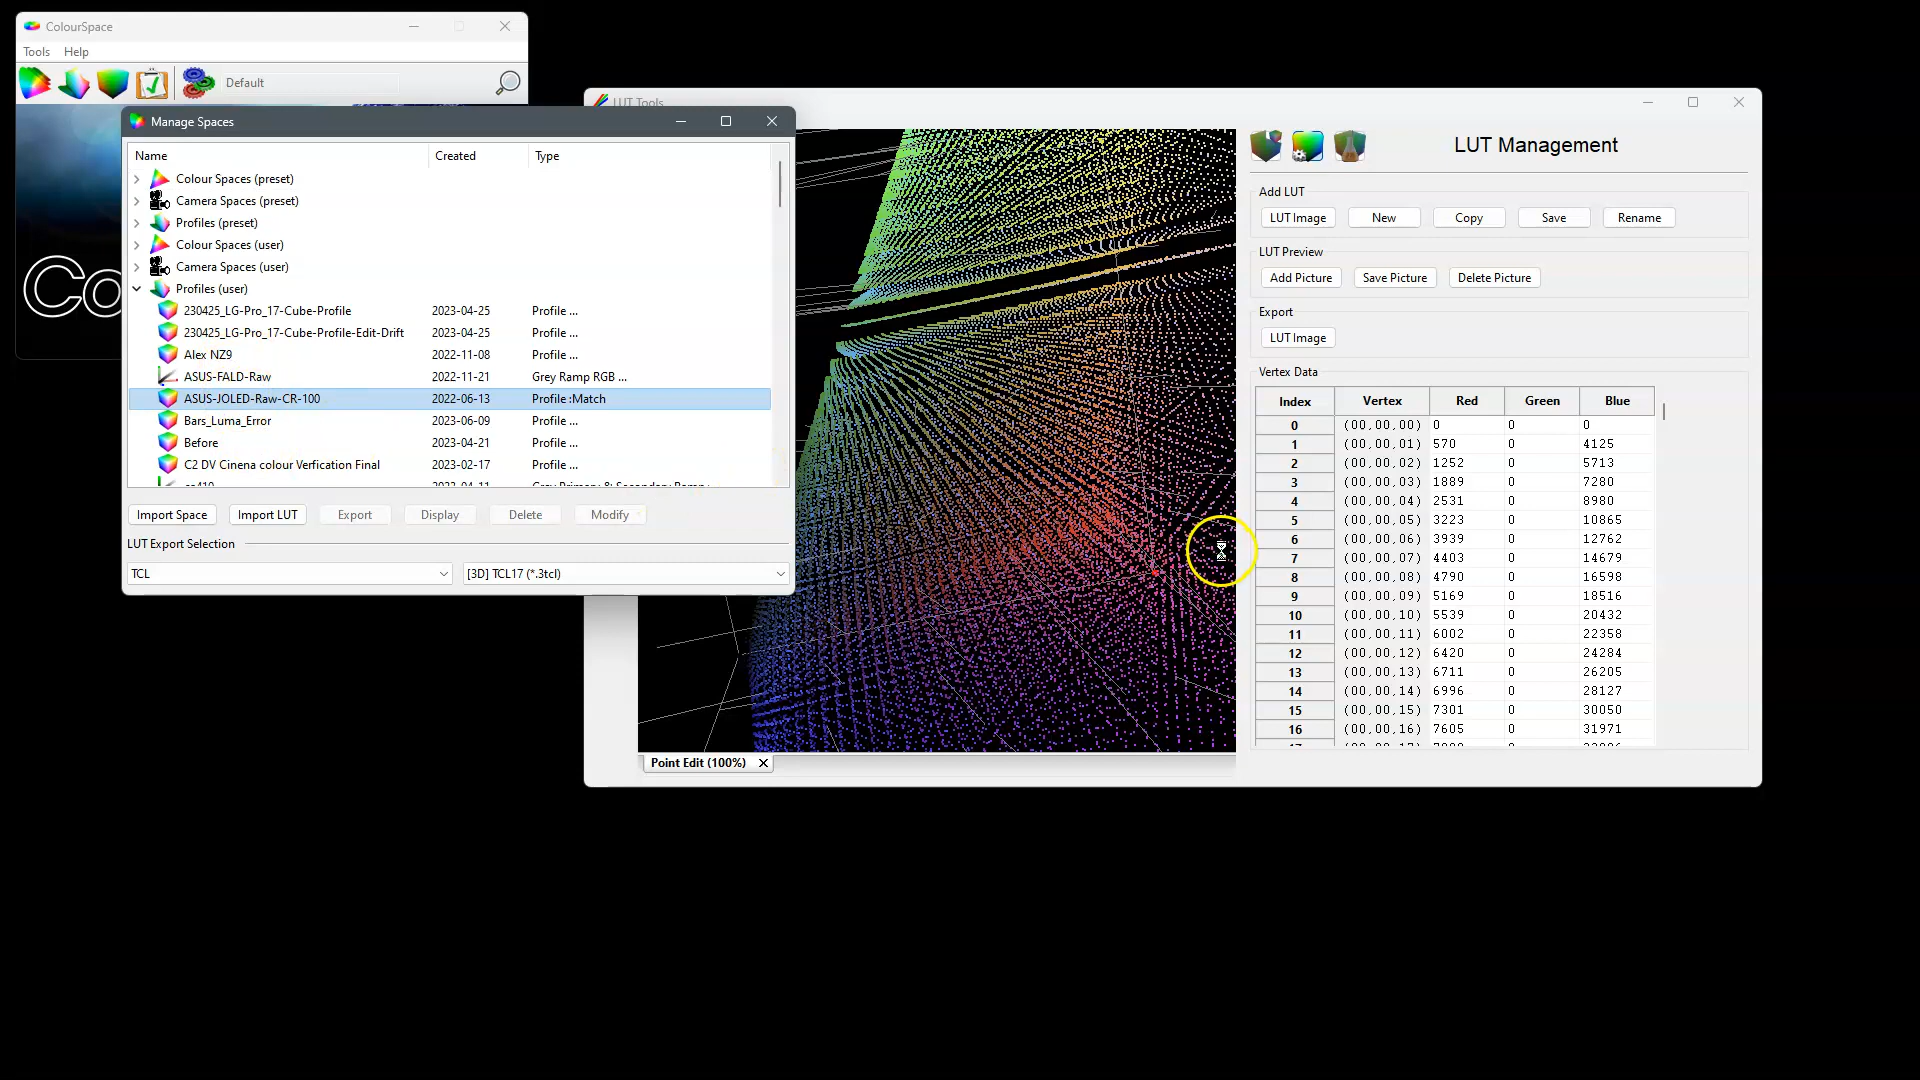 ColourSpace
Tools Help
Default
Co
Manage Spaces
Name Created Type
Colour Spaces (preset)
Camera Spaces (preset)
Profiles (preset)
Colour Spaces (user)
Camera Spaces (user)
Profiles (user)
230425_LG-Pro_17-Cube-Profile 2023-04-25 Profile ...
230425_LG-Pro_17-Cube-Profile-Edit-Drift 2023-04-25 Profile ...
Alex NZ9 2022-11-08 Profile ...
ASUS-FALD-Raw 2022-11-21 Grey Ramp RGB ...
ASUS-JOLED-Raw-CR-100 2022-06-13 Profile :Match
Bars_Luma_Error 2023-06-09 Profile ...
Before 2023-04-21 Profile ...
C2 DV Cinena colour Verfication Final 2023-02-17 Profile ...
Import Space Import LUT Export Display Delete Modify
LUT Export Selection
TCL [3D] TCL17 (*.3tcl)
LUT Tools
LUT Management
Add LUT
LUT Image New Copy Save Rename
LUT Preview
Add Picture Save Picture Delete Picture
Export
LUT Image
Vertex Data
Index Vertex Red Green Blue
0 (00,00,00) 0 0 0
1 (00,00,01) 570 0 4125
2 (00,00,02) 1252 0 5713
3 (00,00,03) 1889 0 7280
4 (00,00,04) 2531 0 8980
5 (00,00,05) 3223 0 10865
6 (00,00,06) 3939 0 12762
7 (00,00,07) 4403 0 14679
8 (00,00,08) 4790 0 16598
9 (00,00,09) 5169 0 18516
10 (00,00,10) 5539 0 20432
11 (00,00,11) 6002 0 22358
12 (00,00,12) 6420 0 24284
13 (00,00,13) 6711 0 26205
14 (00,00,14) 6996 0 28127
15 (00,00,15) 7301 0 30050
16 (00,00,16) 7605 0 31971
Point Edit (100%)